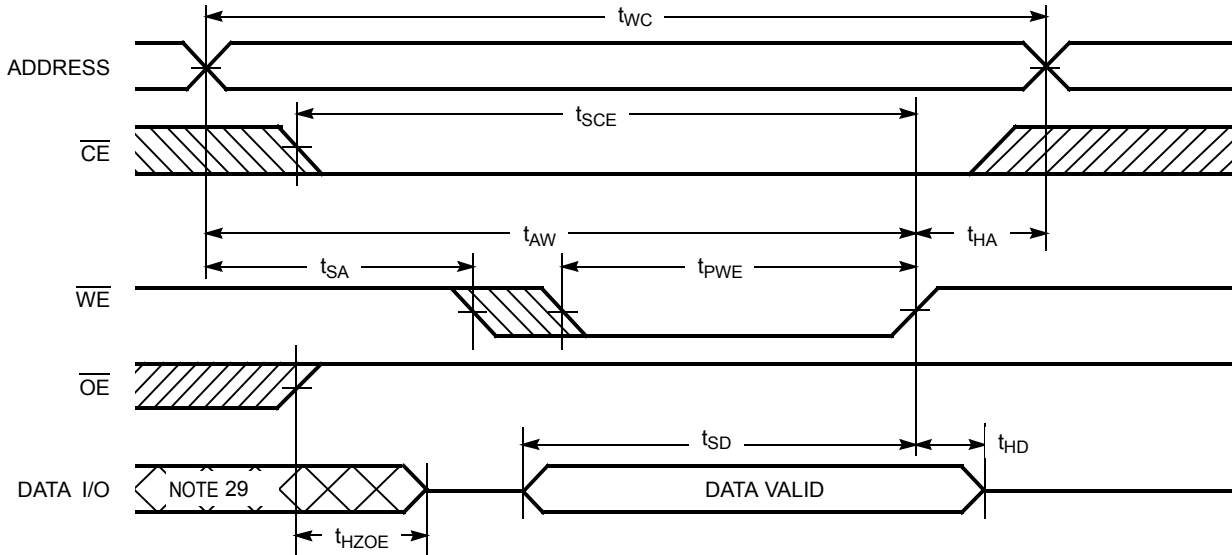 tWC
ADDRESS
tSCE
CE
tAW
tHA
tSA
tPWE
WE
OE
tSD
tHD
DATA I/O
NOTE 29
DATA VALID
tHZOE